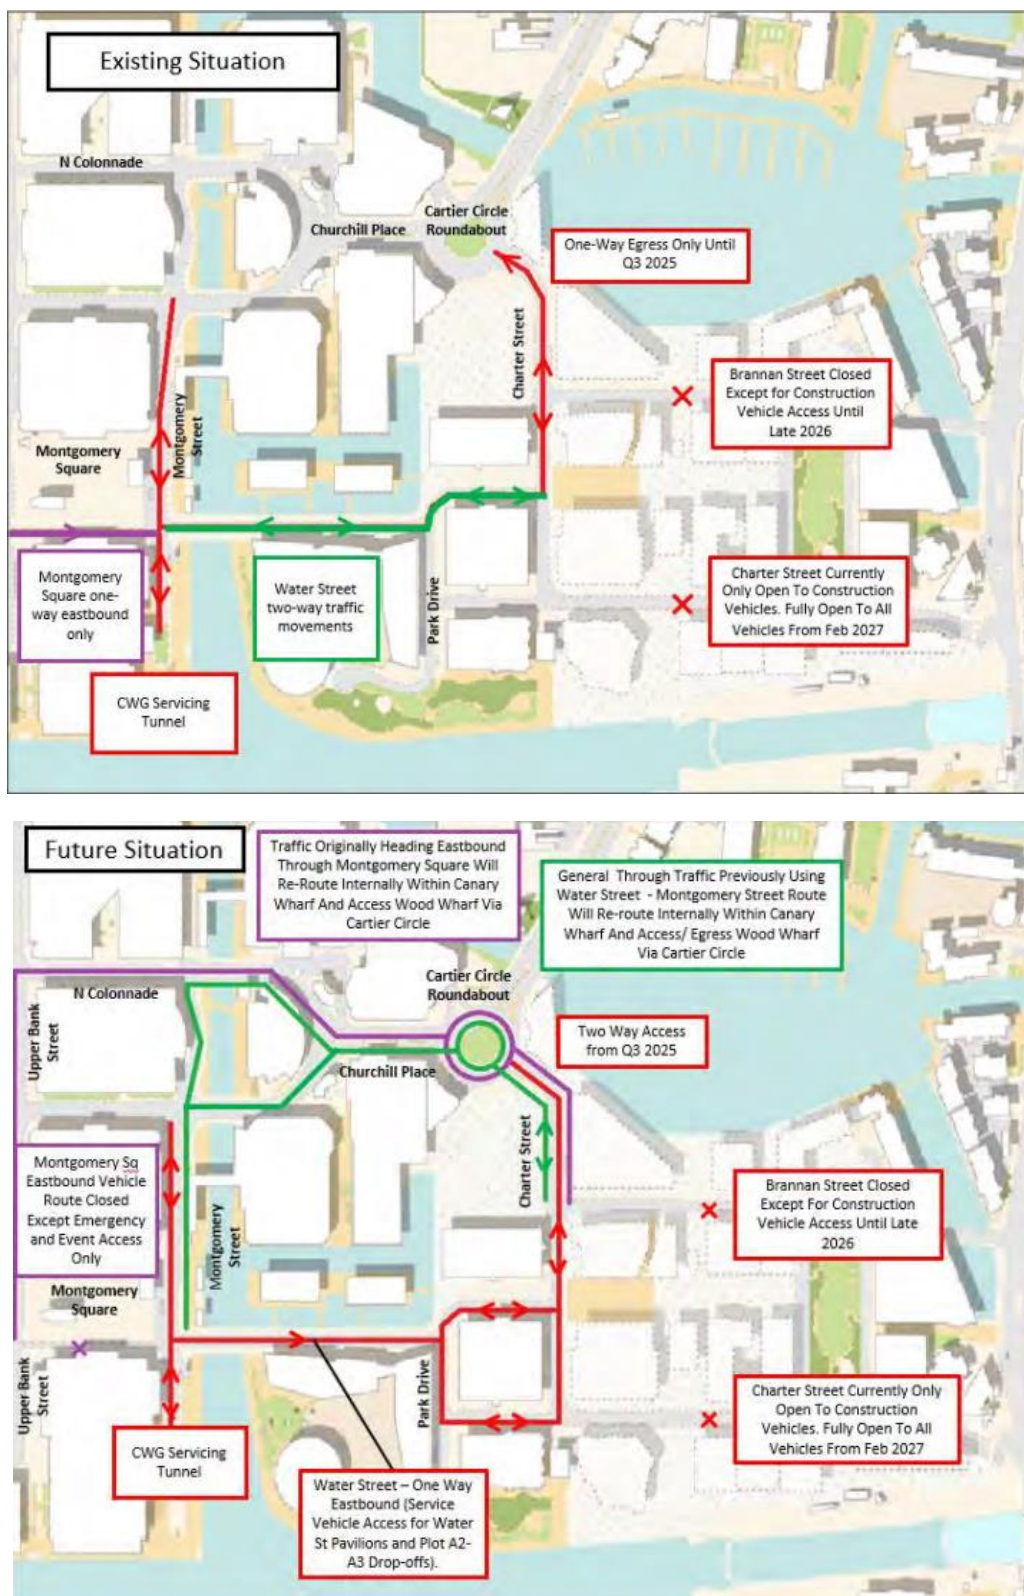 Existing Situation
N Colonnade
Churchill Place
Cartier Circle
Roundabout
One-Way Egress Only Until
Q3 2025
Charter Street
Brannan Street Closed
Except for Construction
Vehicle Access Until
Late 2026
Montgomery
Street
Montgomery
Square
Montgomery
Square one-
way eastbound
only
Water Street
two-way traffic
movements
Park Drive
Charter Street Currently
Only Open To Construction
Vehicles. Fully Open To All
Vehicles From Feb 2027
CWG Servicing
Tunnel
Future Situation
Traffic Originally Heading Eastbound
Through Montgomery Square Will
Re-Route Internally Within Canary
Wharf And Access Wood Wharf Via
Cartier Circle
General Through Traffic Previously Using
Water Street - Montgomery Street Route
Will Re-route Internally Within Canary
Wharf And Access/ Egress Wood Wharf
Via Cartier Circle
N Colonnade
Cartier Circle
Roundabout
Upper Bank
Street
Churchill Place
Two Way Access
from Q3 2025
Charter Street
Montgomery Sq
Eastbound Vehicle
Route Closed
Except Emergency
and Event Access
Only
Brannan Street Closed
Except For Construction
Vehicle Access Until Late
2026
Montgomery
Street
Montgomery
Square
Upper Bank
Street
Park Drive
Charter Street Currently Only
Open To Construction
Vehicles. Fully Open To All
Vehicles From Feb 2027
CWG Servicing
Tunnel
Water Street – One Way
Eastbound (Service
Vehicle Access for Water
St Pavilions and Plot A2-
A3 Drop-offs).